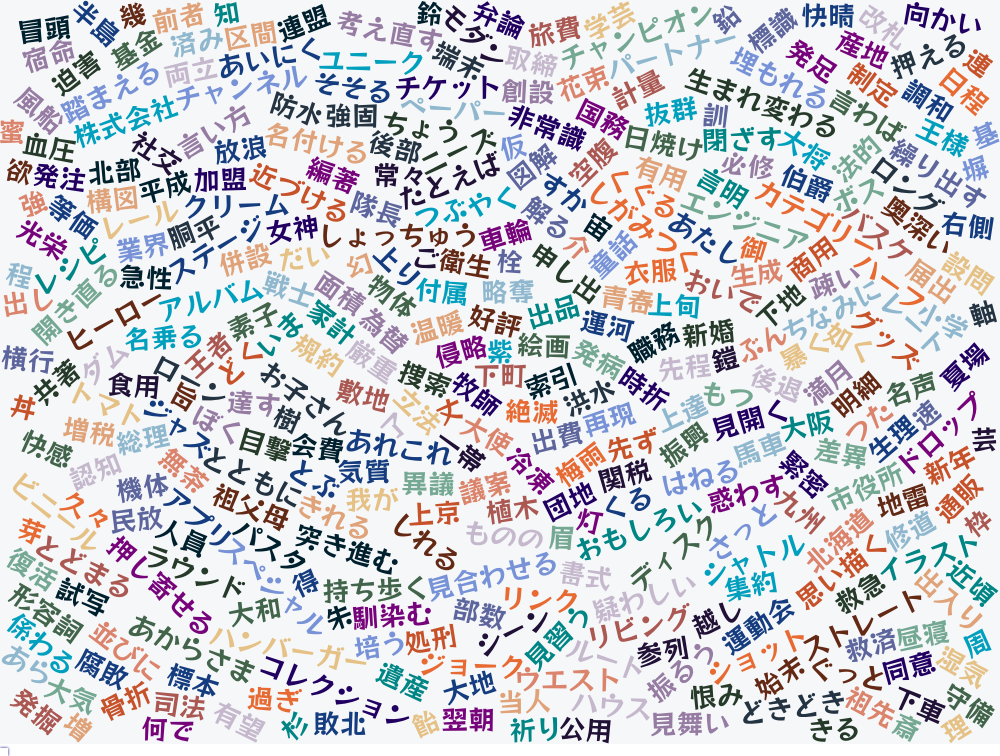 冒頭
半島
幾
前者
知
連盟
考え直す
鈴
モダン
弁論
旅費
学芸
チャンピオン
鉛
標識
快晴
改札
向かい
宿命
迫害
基金
済み
区間
あいにく
ユニーク
端末
取締
花束
パートナー
埋もれる
発足
産地
押える
連
踏まえる
両立
チャンネル
そそる
チケット
創設
計量
生まれ変わる
制定
日程
株式会社
防水
強固
ペーパー
非常識
国務
抜群
訓
言わば
調和
王様
基
蜜
血圧
社交
言い方
放浪
名付ける
後部
ちょうど
ニーズ
仮
図解
空腹
日焼け
閉ざす
大将
法的
繰り出す
塀
欲
発注
北部
平成
加盟
近づける
編著
常々
たとえば
すか
くぐる
有用
必修
伯爵
ボス
ロング
強
等価
横図
レール
クリーム
隊長
つぶやく
解る
しがみつく
言明
エンジニア
カテゴリー
バスケ
奥深い
右側
光栄
業界
胴
平
ステージ
女神
しょっちゅう
車輪
介
宙
童話
あたし
御
商用
ハーフ
届出
設問
程
レシピ
急性
併設
だい
幻
上り
ご
衛生
栓
申し出
衣服
おいで
生成
下地
疎い
出し
聞き直る
ヒーロー
アルバム
戦士
面積
物体
付属
略奪
出品
青春
上旬
ちなみに
ビート
小学
軸
横行
名乗る
素子
家計
為替
温暖
好評
運河
職務
新婚
ぶん
知
グッズ
共著
ダム
王者
規約
厳重
侵略
紫
絵画
発病
先程
鎧
暴く
夏場
丼
トマト
食用
ロマン
旨
お子さん
敷地
捜索
牧師
下町
索引
洪水
時折
後退
満月
明細
名声
快感
増税
総理
ジャズ
ぼく
達す
樹
立法
大使
絶滅
出費
再現
上達
もつ
見開く
大阪
つた
生理
速
ドロップ
芸
認知
無茶
目撃
会費
あれこれ
帯
冷凍
梅雨
先ず
振興
馬車
差異
ビニール
久々
機体
とともに
とぶ
気質
異議
議案
団地
関税
はねる
緊密
市役所
新年
芽
民放
アプリ
祖父母
きれる
我が
上京
植木
灯
くる
惑わす
九州
地雷
通販
復活
とどまる
人員
パスタ
突き進む
しれる
ものの
眉
おもしろい
さっと
北海道
修道
枠
形容詞
試写
押し寄せる
ラウンド
スペシャル
得
持ち歩く
見合わせる
書式
ディスク
シャトル
集約
思い描く
イラスト
近頃
係わる
並びに
大和
朱
馴染む
部数
リンク
疑わしい
救急
出入り
あら
大気
腐敗
あからさま
ハンバーガー
培う
処刑
シーン
見習う
リビング
越し
運動会
ストレート
救済
昼寝
周
発掘
増
骨折
標本
コレクション
遺産
ジョーク
ウエスト
ルート
参列
振るう
ショット
始末
ぐっと
同意
湿気
司法
過ぎ
大地
当人
ハウス
恨み
どきどき
祖先
下車
守備
何で
有望
杉
敗北
飴
翌朝
祈り
公用
見舞い
きる
斎
理